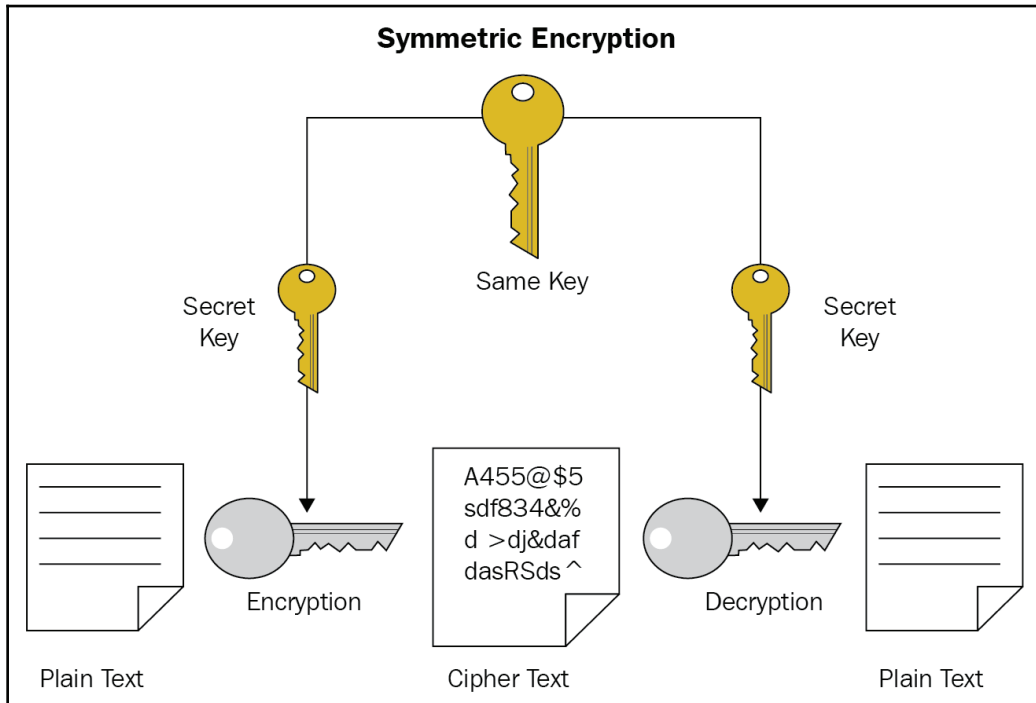 Symmetric Encryption
Same Key
Secret
Key
Secret
Key
A455@$5
sdf834&%
d >dj&daf
dasRSds ^
Encryption
Decryption
Plain Text
Cipher Text
Plain Text